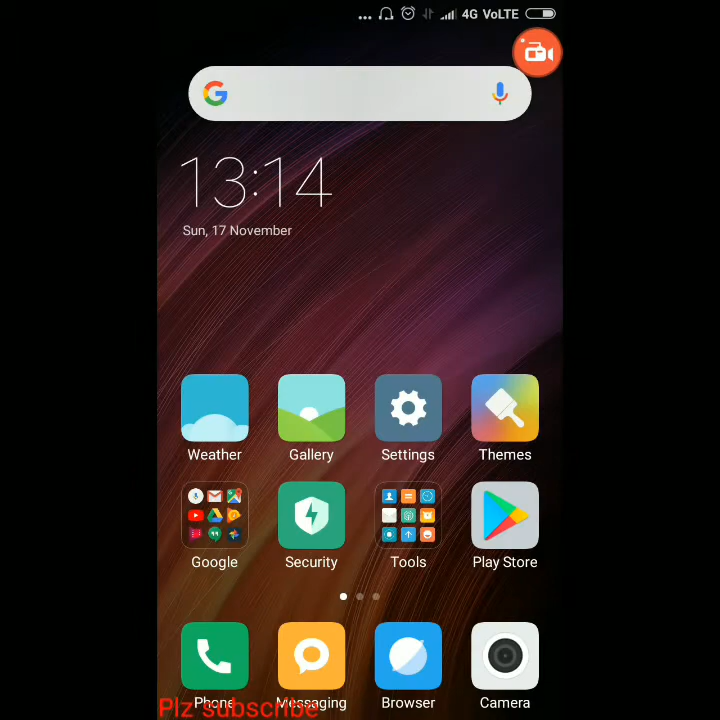 4G VoLTE
13:14
Sun, 17 November
Weather Gallery Settings Themes
Google Security Tools Play Store
Phone Messaging Browser Camera
Plz subscribe